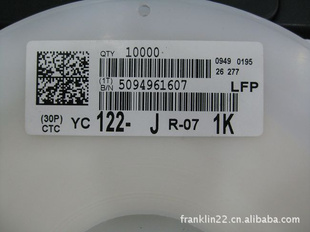 QTY 10000
0949 0195
26 277
(1T)
B/N 5094961607
LFP
(30P)
CTC YC 122- J R-07 1K
franklin22.cn.alibaba.com